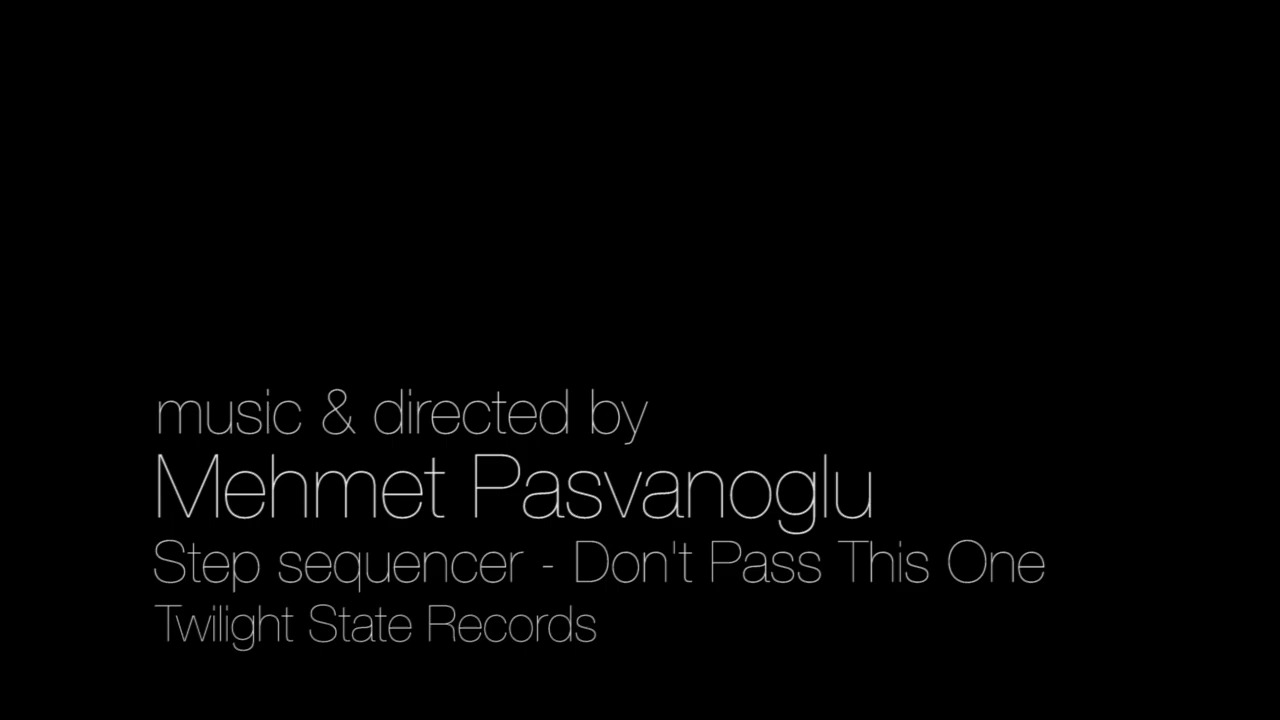 music & directed by
Mehmet Pasvanoglu
Step sequencer - Don't Pass This One
Twilight State Records